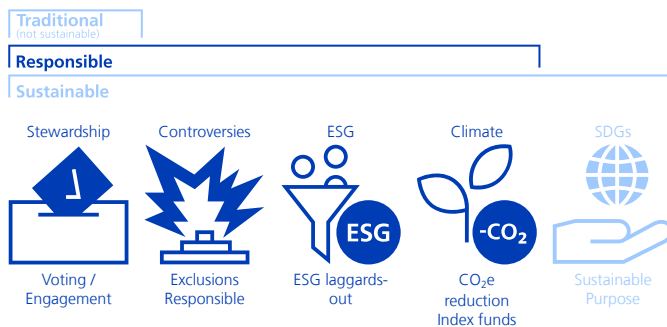 Traditional
(not sustainable)
Responsible
Sustainable
Stewardship
Controversies
ESG
Climate
SDGs
ESG
-CO₂
Voting /
Engagement
Exclusions
Responsible
ESG laggards-
out
CO₂e
reduction
Index funds
Sustainable
Purpose